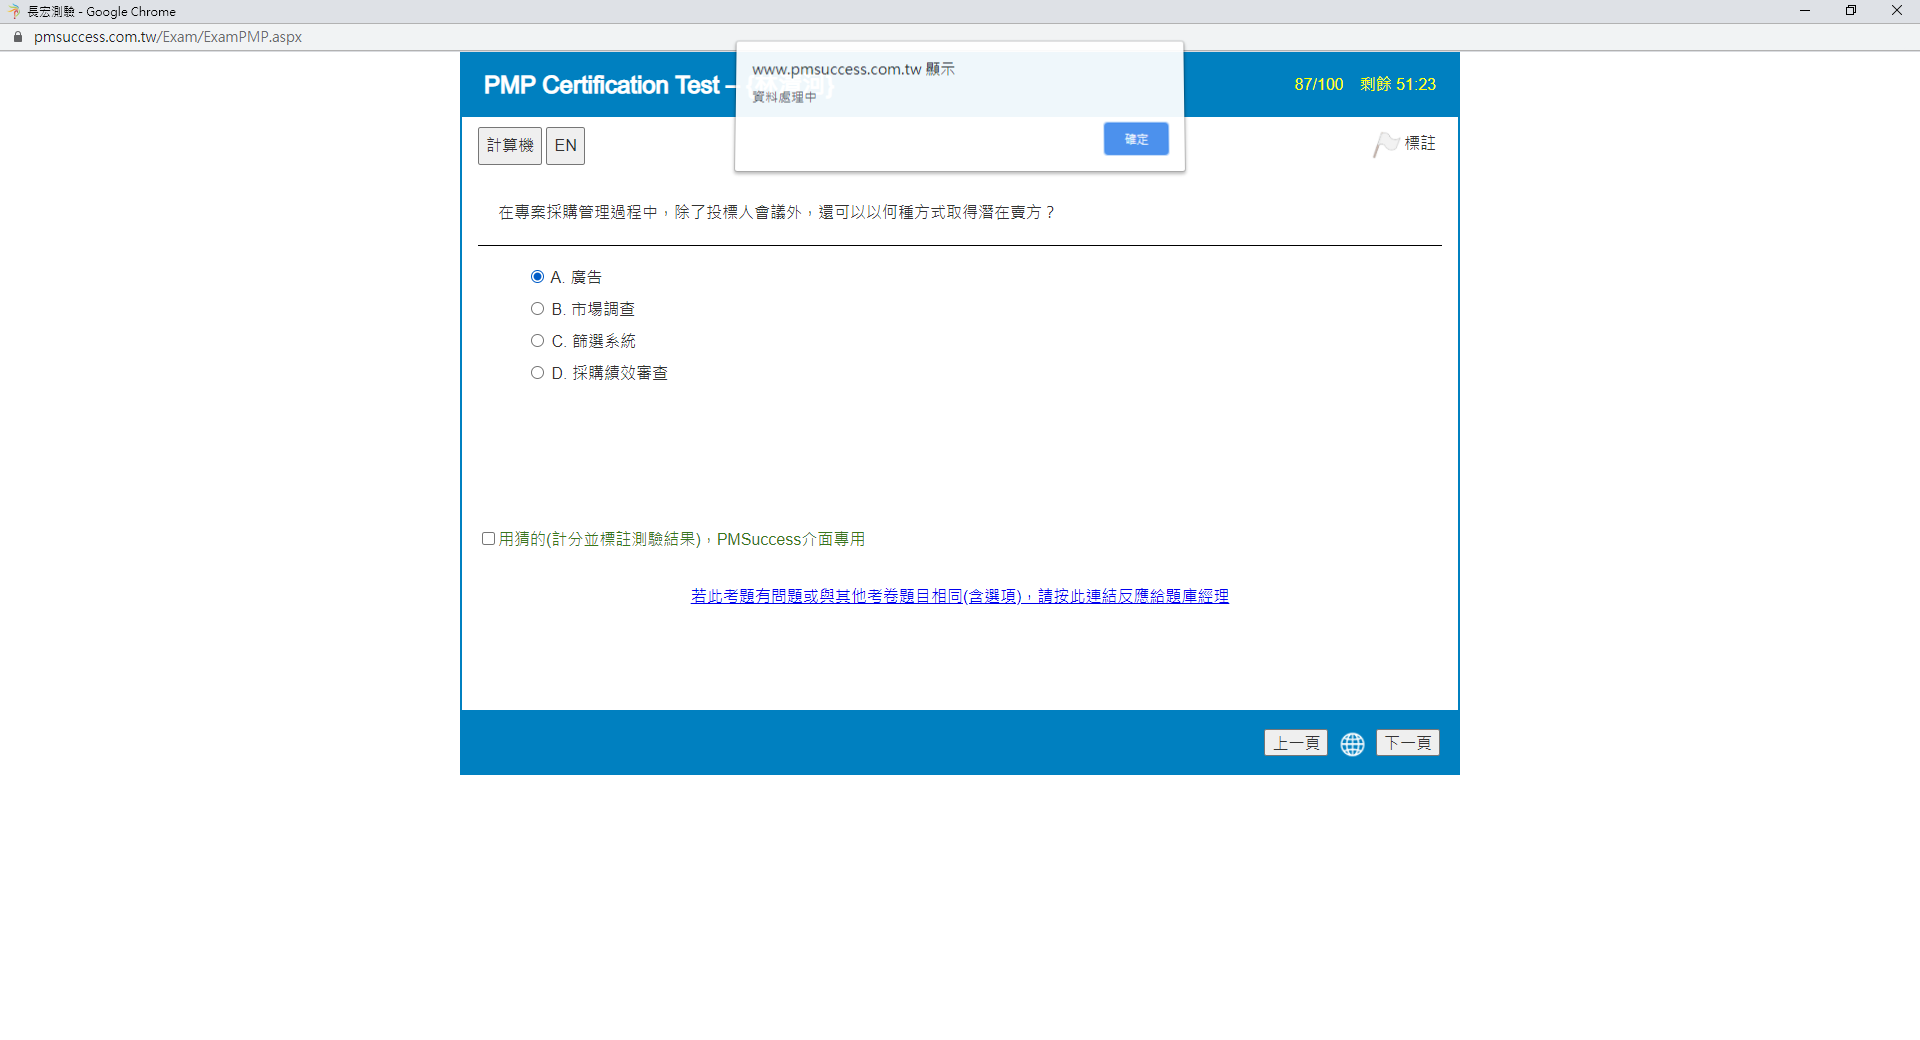 長宏測驗 - Google Chrome
pmsuccess.com.tw/Exam/ExamPMP.aspx
www.pmsuccess.com.tw 顯示
資料處理中
確定
PMP Certification Test –
87/100 剩餘 51:23
計算機 EN
標註
在專案採購管理過程中，除了投標人會議外，還可以以何種方式取得潛在賣方？
A. 廣告
B. 市場調查
C. 篩選系統
D. 採購績效審查
用猜的(計分並標註測驗結果)，PMSuccess介面專用
若此考題有問題或與其他考卷題目相同(含選項)，請按此連結反應給題庫經理
上一頁 下一頁